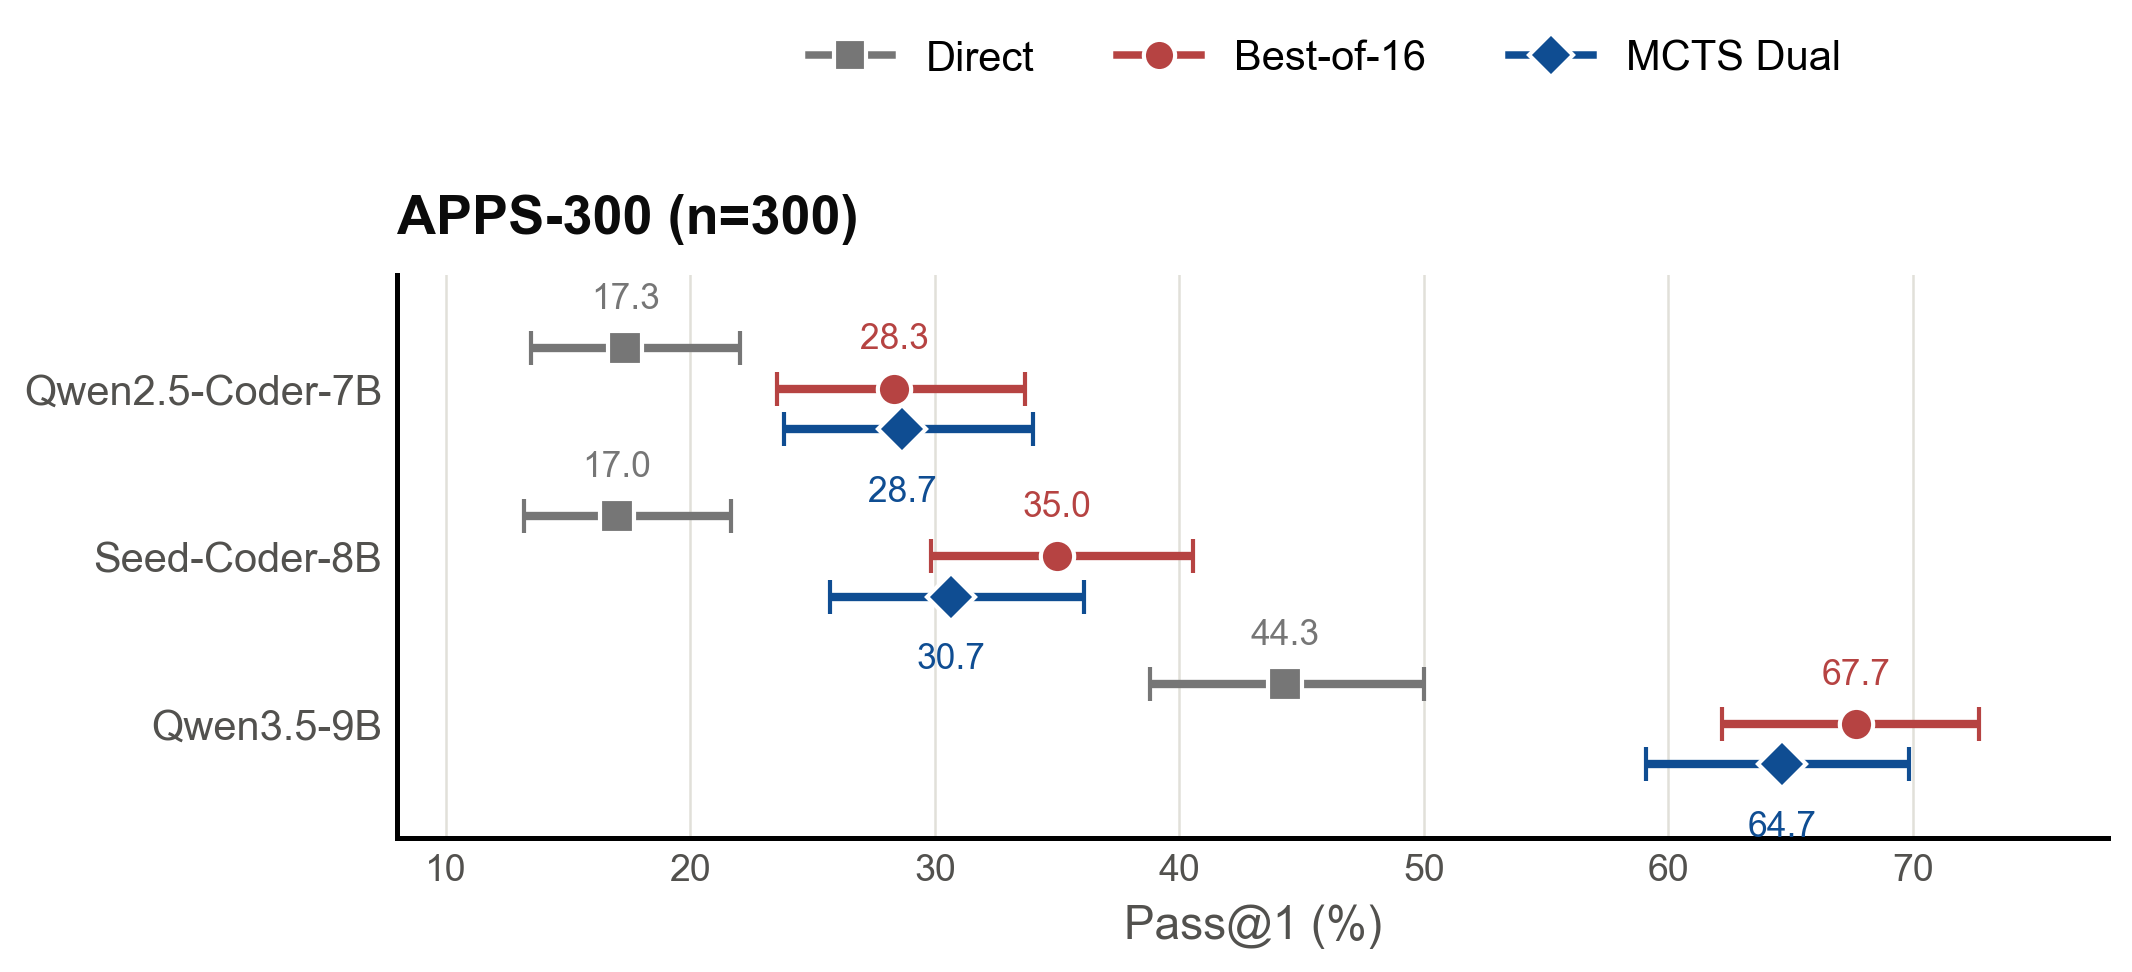 Direct Best-of-16 MCTS Dual
APPS-300 (n=300)
17.3
28.3
Qwen2.5-Coder-7B
17.0
28.7
35.0
Seed-Coder-8B
44.3
30.7
67.7
Qwen3.5-9B
64.7
10 20 30 40 50 60 70
Pass@1 (%)